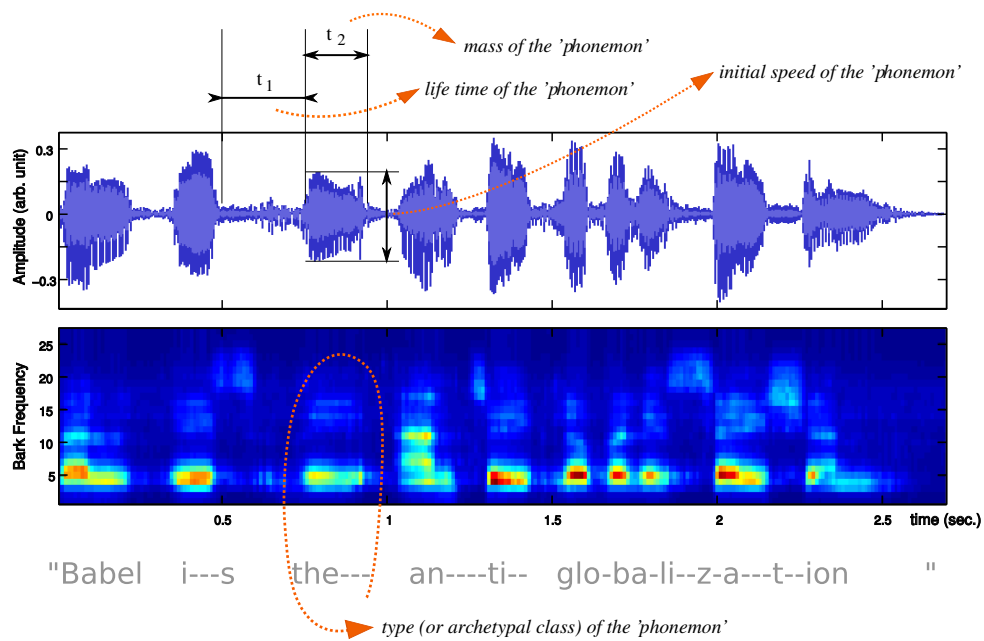 t 2
mass of the 'phonemon'
t 1
life time of the 'phonemon'
initial speed of the 'phonemon'
Amplitude (arb. unit)
0.3
0
−0.3
Bark Frequency
25
20
15
10
5
0.5 1 1.5 2 2.5 time (sec.)
"Babel i---s the--- an----ti-- glo-ba-li--z-a---t--ion "
type (or archetypal class) of the 'phonemon'